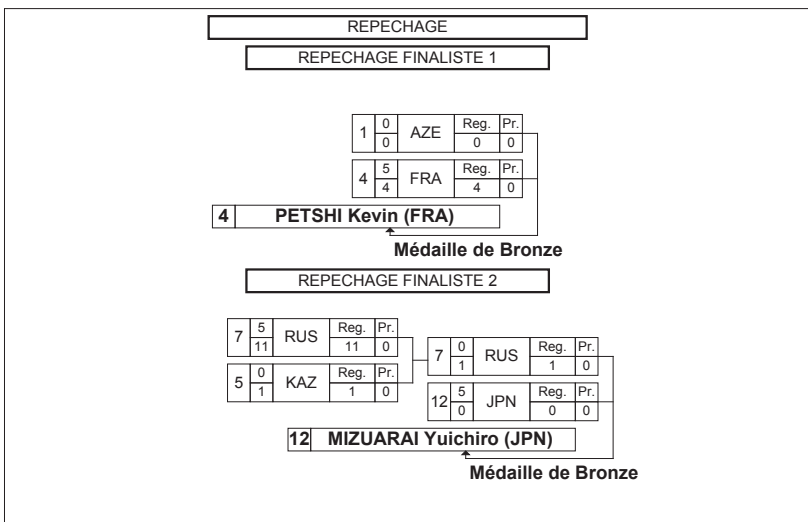 REPECHAGE
REPECHAGE FINALISTE 1
1 0 AZE Reg. Pr.
0 0 0
4 5 FRA Reg. Pr.
4 4 0
4 PETSHI Kevin (FRA)
Médaille de Bronze
REPECHAGE FINALISTE 2
7 5 RUS Reg. Pr.
11 11 0
7 0 RUS Reg. Pr.
1 1 0
5 0 KAZ Reg. Pr.
1 1 0
12 5 JPN Reg. Pr.
0 0 0
12 MIZUARAI Yuichiro (JPN)
Médaille de Bronze